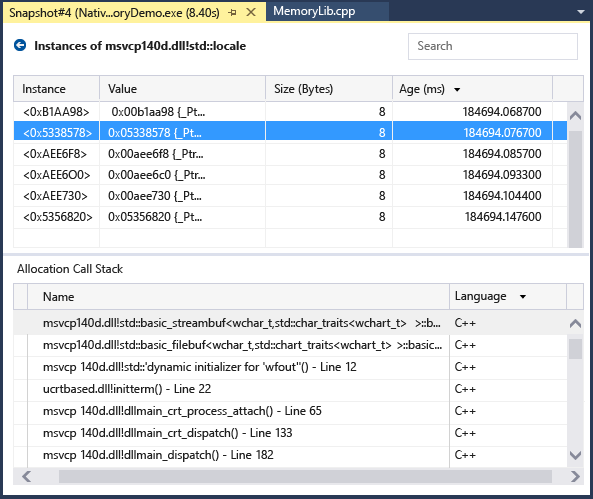 Snapshot#4 (Nativ...oryDemo.exe (8.40s) MemoryLib.cpp
Instances of msvcp140d.dll!std::locale Search
Instance Value Size (Bytes) Age (ms)
<0xB1AA98> 0x00b1aa98 {_Pt... 8 184694.068700
<0x5338578> 0x05338578 {_Pt... 8 184694.076700
<0xAEE6F8> 0x00aee6f8 {_Ptr... 8 184694.085700
<0xAEE6O0> 0x00aee6c0 {_Ptr... 8 184694.093300
<0xAEE730> 0x00aee730 {_Pt... 8 184694.104400
<0x5356820> 0x05356820 {_Pt... 8 184694.147600
Allocation Call Stack
Name Language
msvcp140d.dll!std::basic_streambuf<wchar_t,std::char_traits<wchart_t> >::b... C++
msvcp140d.dll!std::basic_filebuf<wchar_t,std::chart_traits<wchart_t> >::basic... C++
msvcp 140d.dll!std::'dynamic initializer for 'wfout''() - Line 12 C++
ucrtbased.dll!initterm() - Line 22 C++
msvcp 140d.dll!dllmain_crt_process_attach() - Line 65 C++
msvcp 140d.dll!dllmain_crt_dispatch() - Line 133 C++
msvcp 140d.dll!dllmain_dispatch() - Line 182 C++